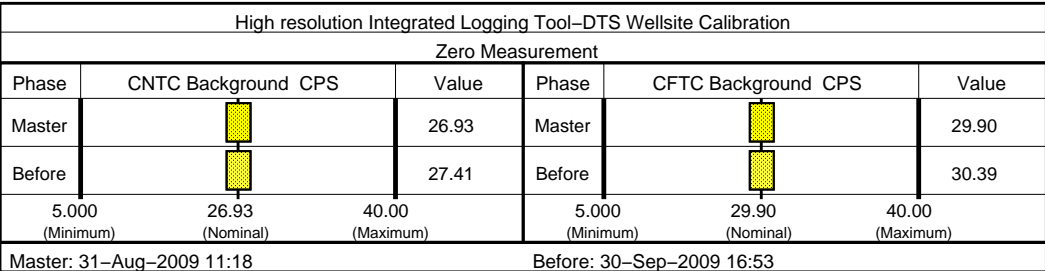 High resolution Integrated Logging Tool−DTS Wellsite Calibration
Zero Measurement
Phase CNTC Background CPS Value Phase CFTC Background CPS Value
Master 26.93 Master 29.90
Before 27.41 Before 30.39
5.000 26.93 40.00 5.000 29.90 40.00
(Minimum) (Nominal) (Maximum) (Minimum) (Nominal) (Maximum)
Master: 31−Aug−2009 11:18 Before: 30−Sep−2009 16:53